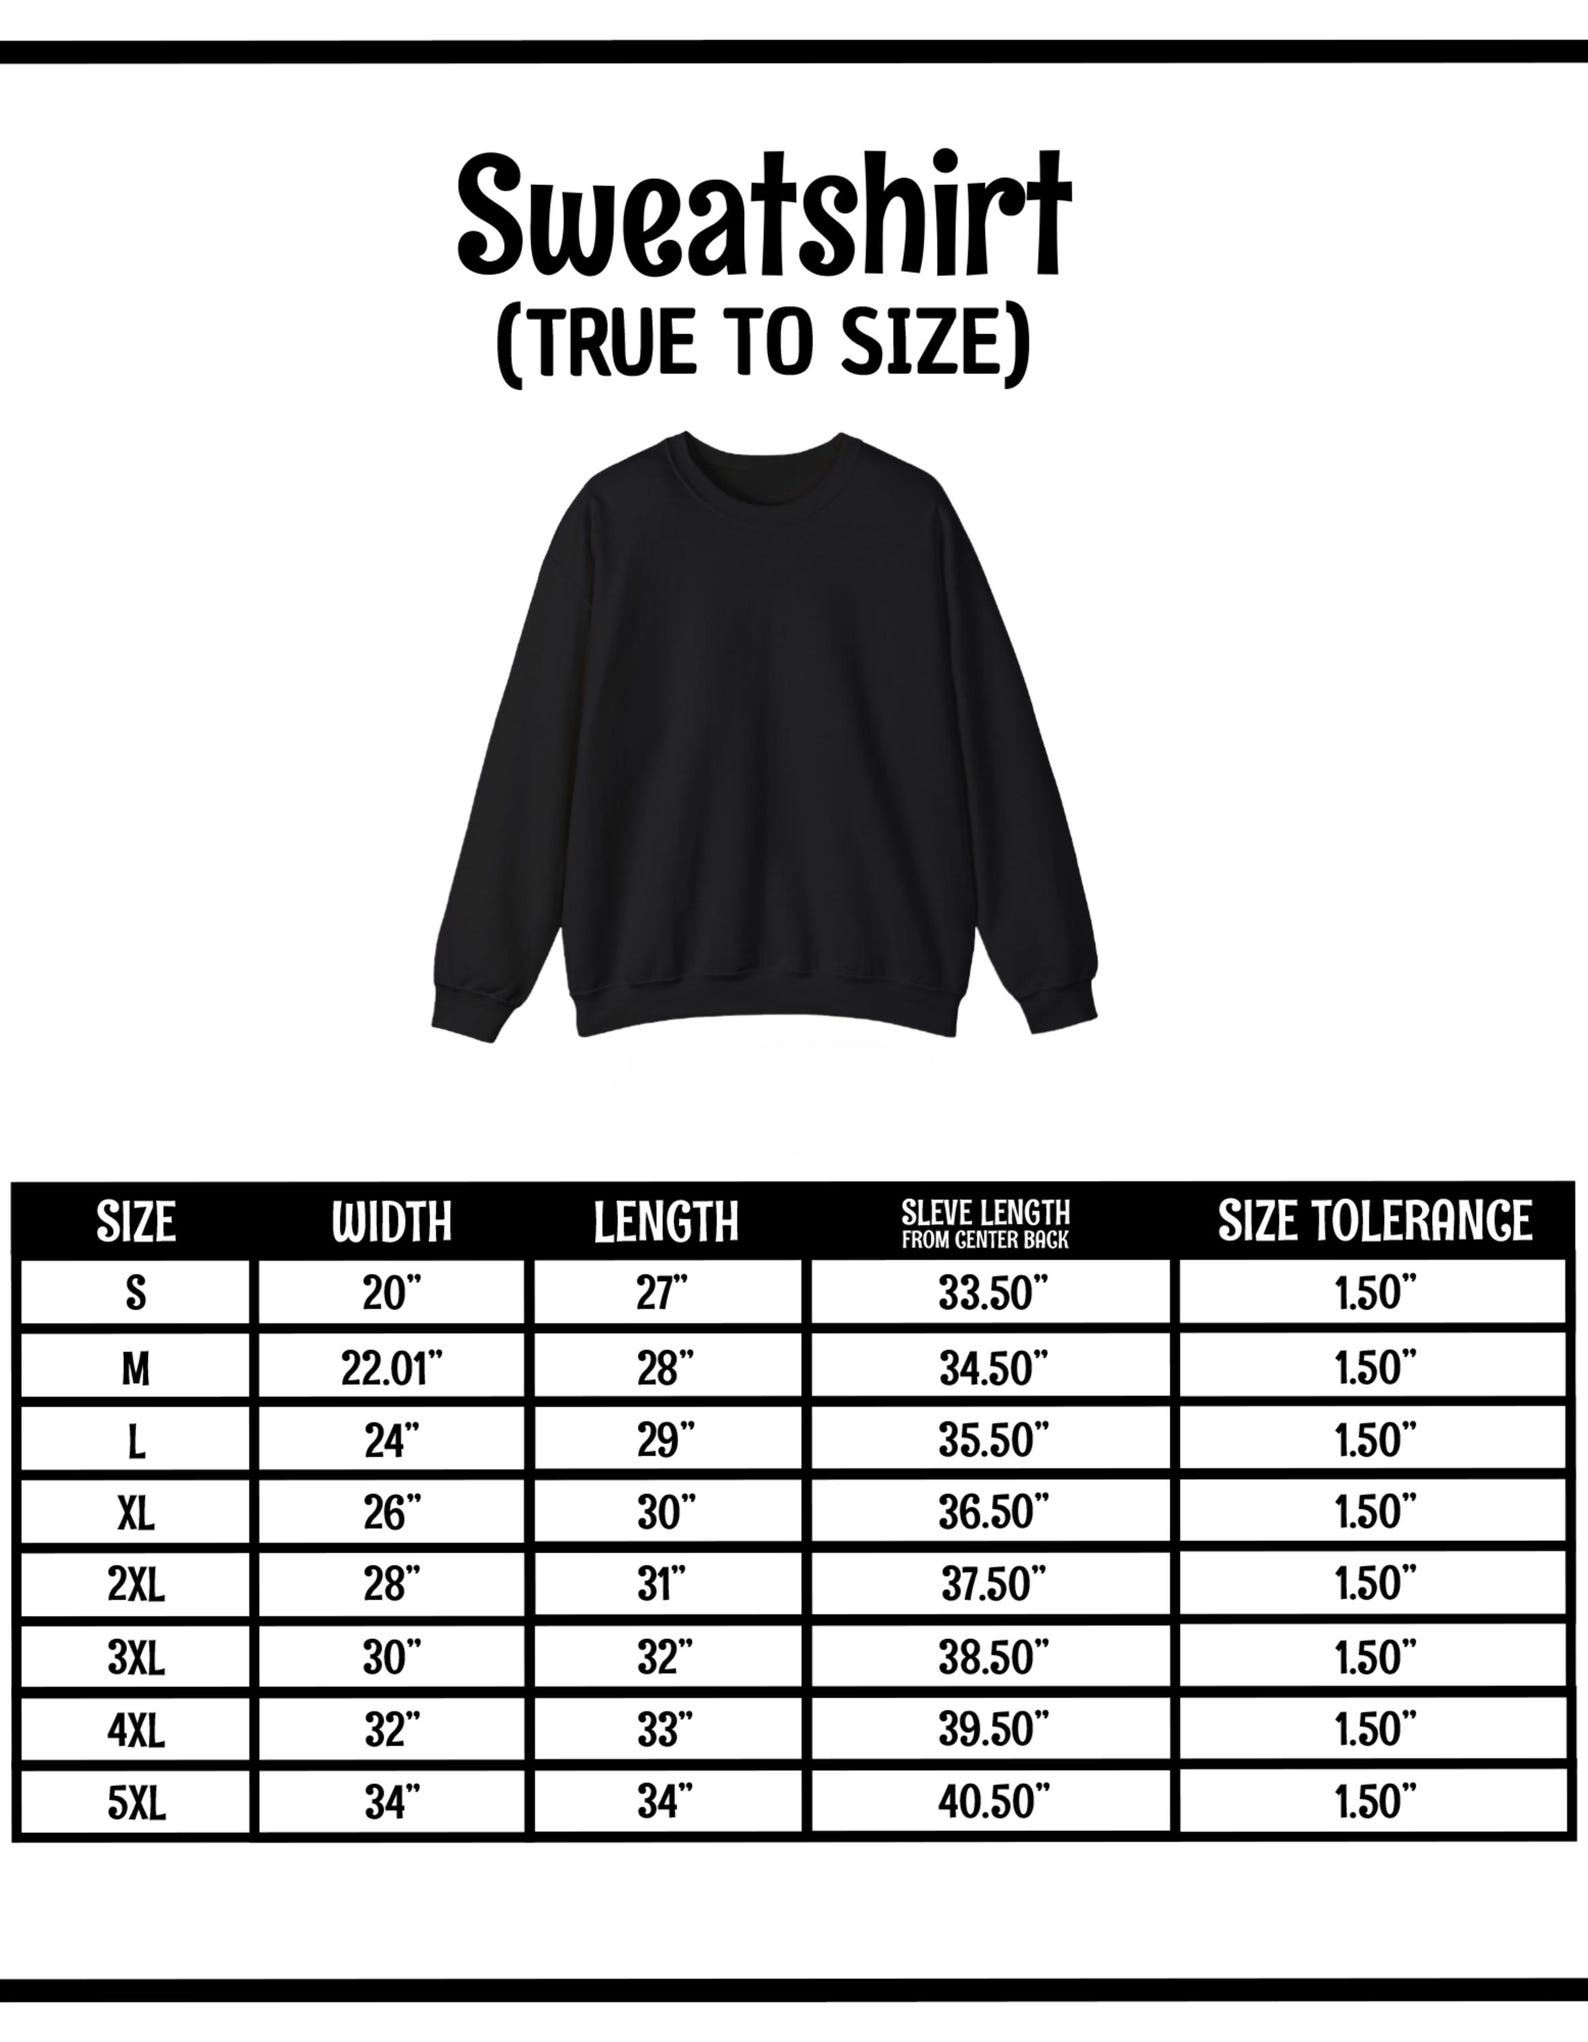 Sweatshirt
(TRUE TO SIZE)
SIZE WIDTH LENGTH SLEVE LENGTH FROM CENTER BACK SIZE TOLERANCE
S 20” 27” 33.50” 1.50”
M 22.01” 28” 34.50” 1.50”
L 24” 29” 35.50” 1.50”
XL 26” 30” 36.50” 1.50”
2XL 28” 31” 37.50” 1.50”
3XL 30” 32” 38.50” 1.50”
4XL 32” 33” 39.50” 1.50”
5XL 34” 34” 40.50” 1.50”